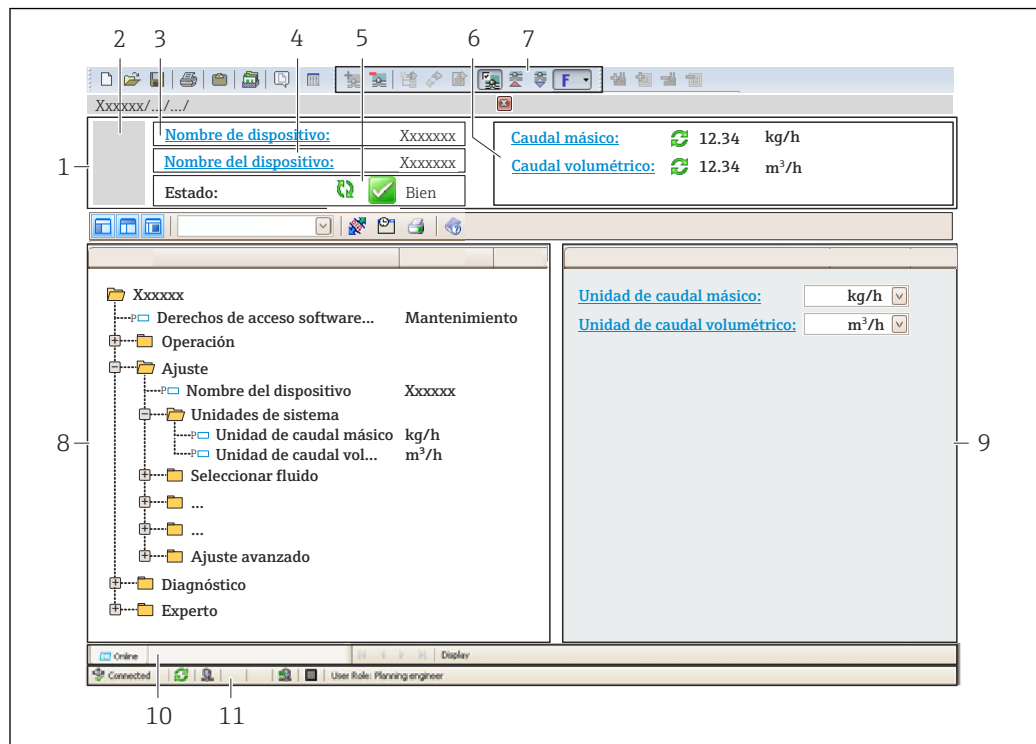 2 3 4 5 6 7
F
Xxxxxx/.../.../
1
Nombre de dispositivo: Xxxxxxx
Nombre del dispositivo: Xxxxxxx
Estado: Bien
Caudal másico: 12.34 kg/h
Caudal volumétrico: 12.34 m³/h
Xxxxxx
P Derechos de acceso software... Mantenimiento
Operación
Ajuste
P Nombre del dispositivo Xxxxxx
Unidades de sistema
P Unidad de caudal másico kg/h
P Unidad de caudal vol... m³/h
Seleccionar fluido
...
...
Ajuste avanzado
Diagnóstico
Experto
8
Unidad de caudal másico: kg/h
Unidad de caudal volumétrico: m³/h
9
Online Display
Connected User Role: Planning engineer
10 11